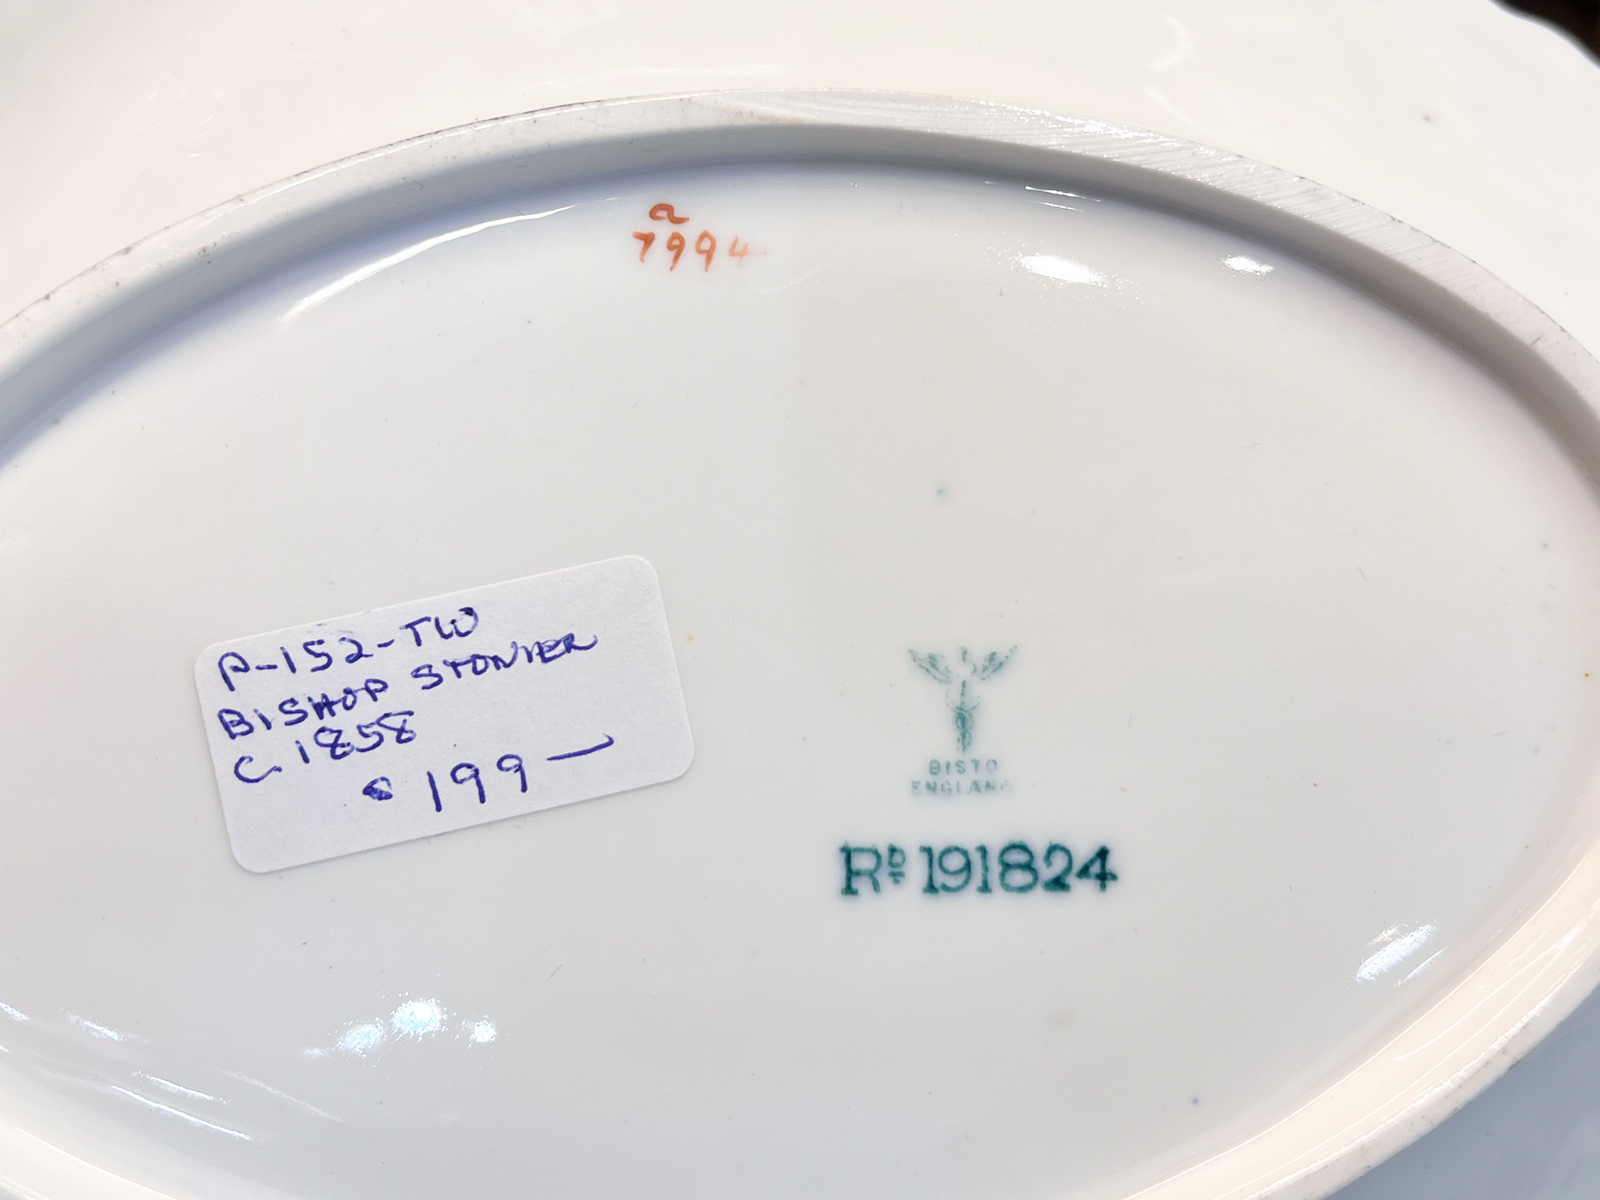 a
7994
P-152-TW
BISHOP STONIER
C. 1858
$ 199—
BISTO
ENGLAND
RD 191824